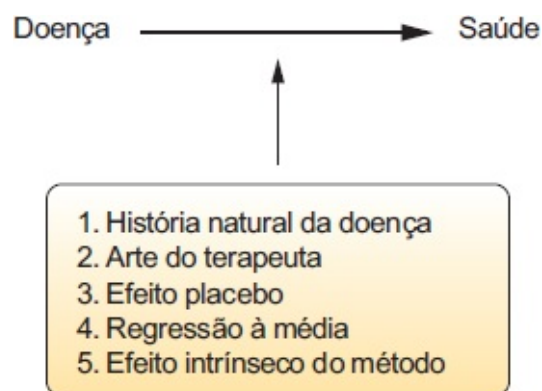 Doença Saúde
1. História natural da doença
2. Arte do terapeuta
3. Efeito placebo
4. Regressão à média
5. Efeito intrínseco do método